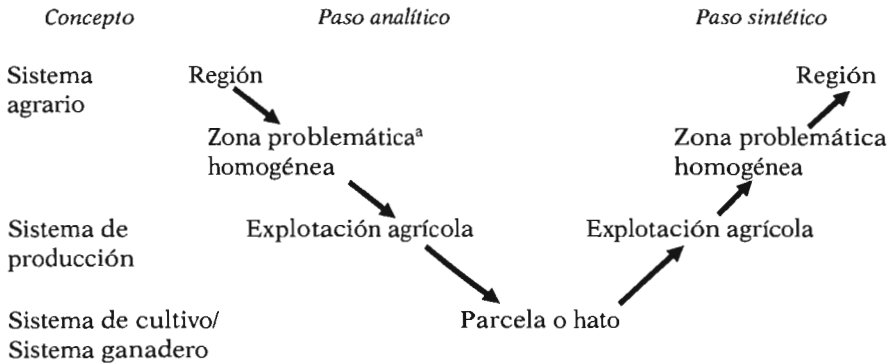 Concepto Paso analítico Paso sintético
Sistema agrario Región Región
Zona problemáticaª Zona problemática
homogénea homogénea
Sistema de Explotación agrícola Explotación agrícola
producción
Sistema de cultivo/ Parcela o hato
Sistema ganadero